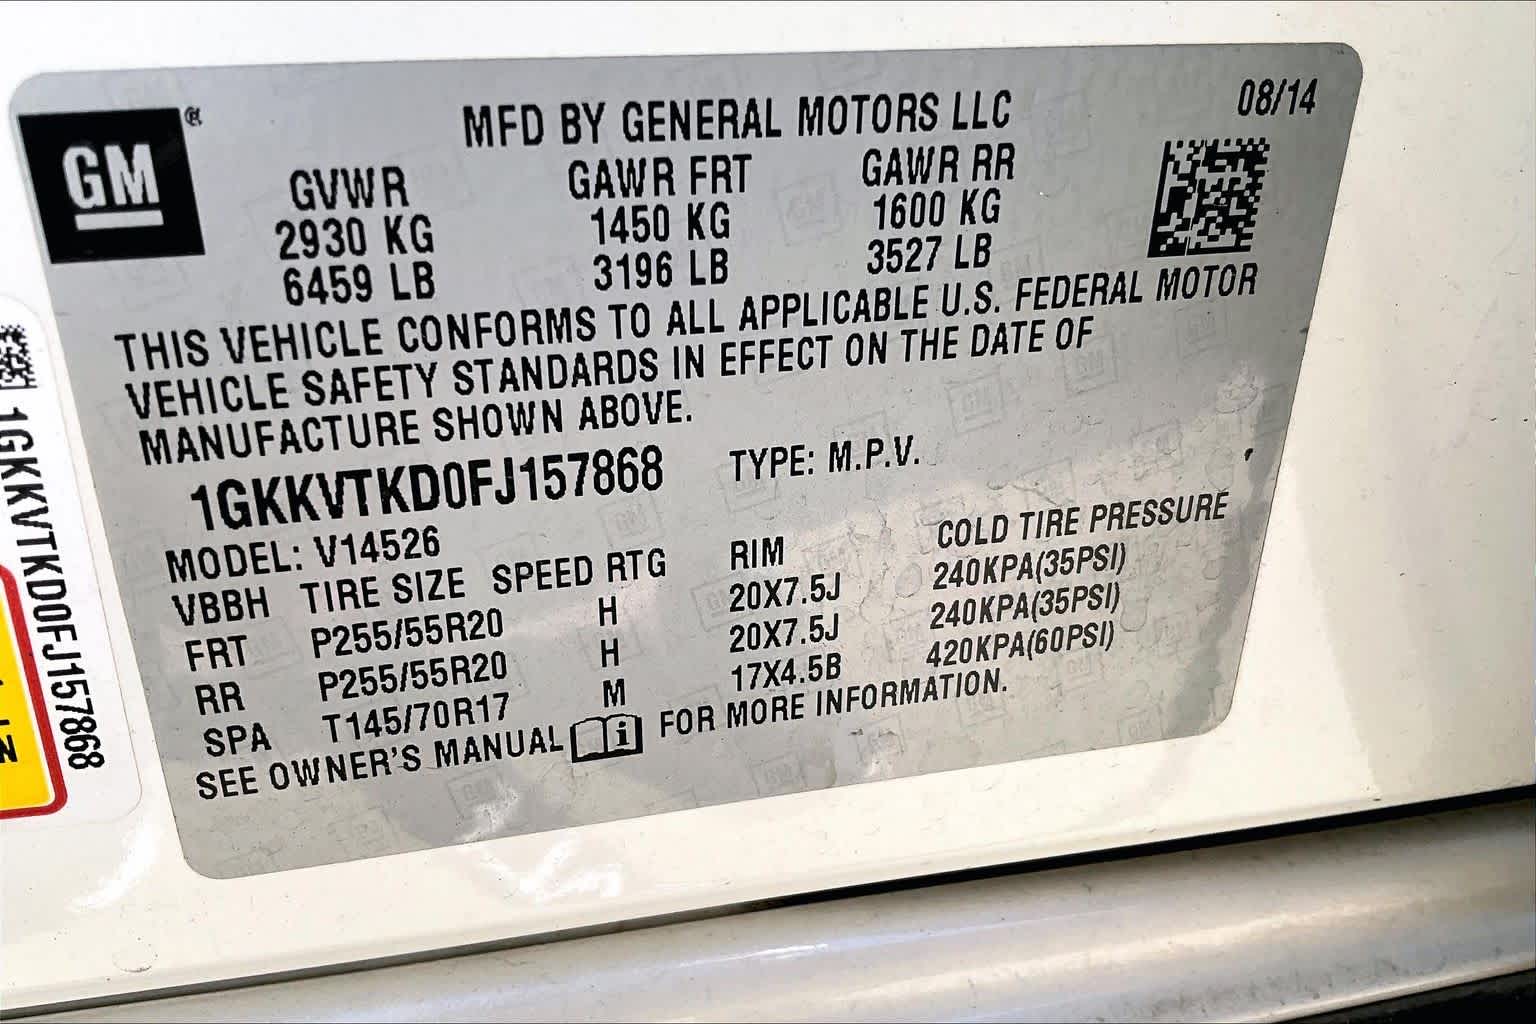 GM ®
MFD BY GENERAL MOTORS LLC 08/14
GVWR GAWR FRT GAWR RR
2930 KG 1450 KG 1600 KG
6459 LB 3196 LB 3527 LB
THIS VEHICLE CONFORMS TO ALL APPLICABLE U.S. FEDERAL MOTOR
VEHICLE SAFETY STANDARDS IN EFFECT ON THE DATE OF
MANUFACTURE SHOWN ABOVE.
1GKKVTKD0FJ157868 TYPE: M.P.V.
MODEL: V14526
VBBH TIRE SIZE SPEED RTG RIM COLD TIRE PRESSURE
FRT P255/55R20 H 20X7.5J 240KPA(35PSI)
RR P255/55R20 H 20X7.5J 240KPA(35PSI)
SPA T145/70R17 M 17X4.5B 420KPA(60PSI)
SEE OWNER'S MANUAL i FOR MORE INFORMATION.
1GKKVTKD0FJ157868